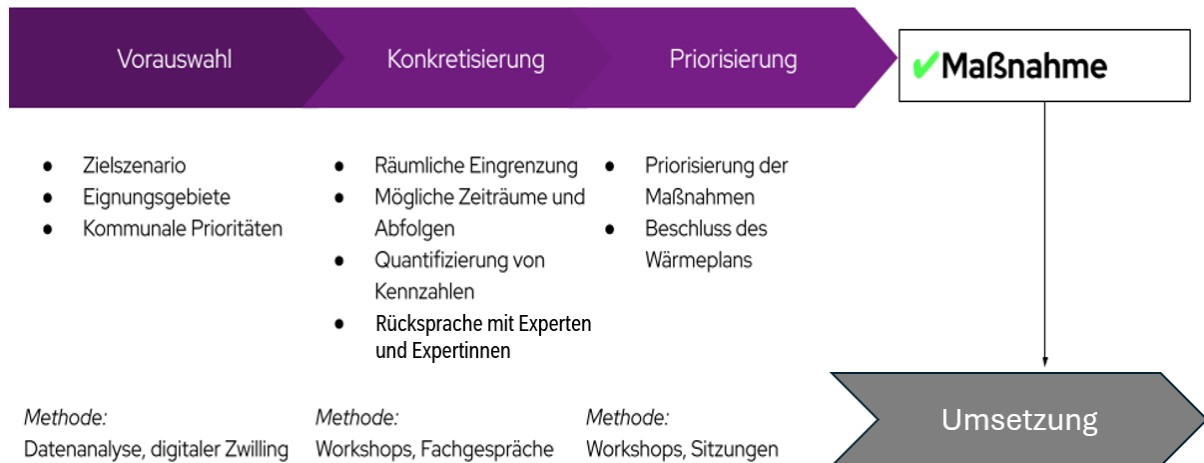 Vorauswahl
Konkretisierung
Priorisierung
✔Maßnahme
• Zielszenario
• Eignungsgebiete
• Kommunale Prioritäten
• Räumliche Eingrenzung
• Mögliche Zeiträume und
Abfolgen
• Quantifizierung von
Kennzahlen
• Rücksprache mit Experten
und Expertinnen
• Priorisierung der
Maßnahmen
• Beschluss des
Wärmeplans
Methode:
Datenanalyse, digitaler Zwilling
Methode:
Workshops, Fachgespräche
Methode:
Workshops, Sitzungen
Umsetzung